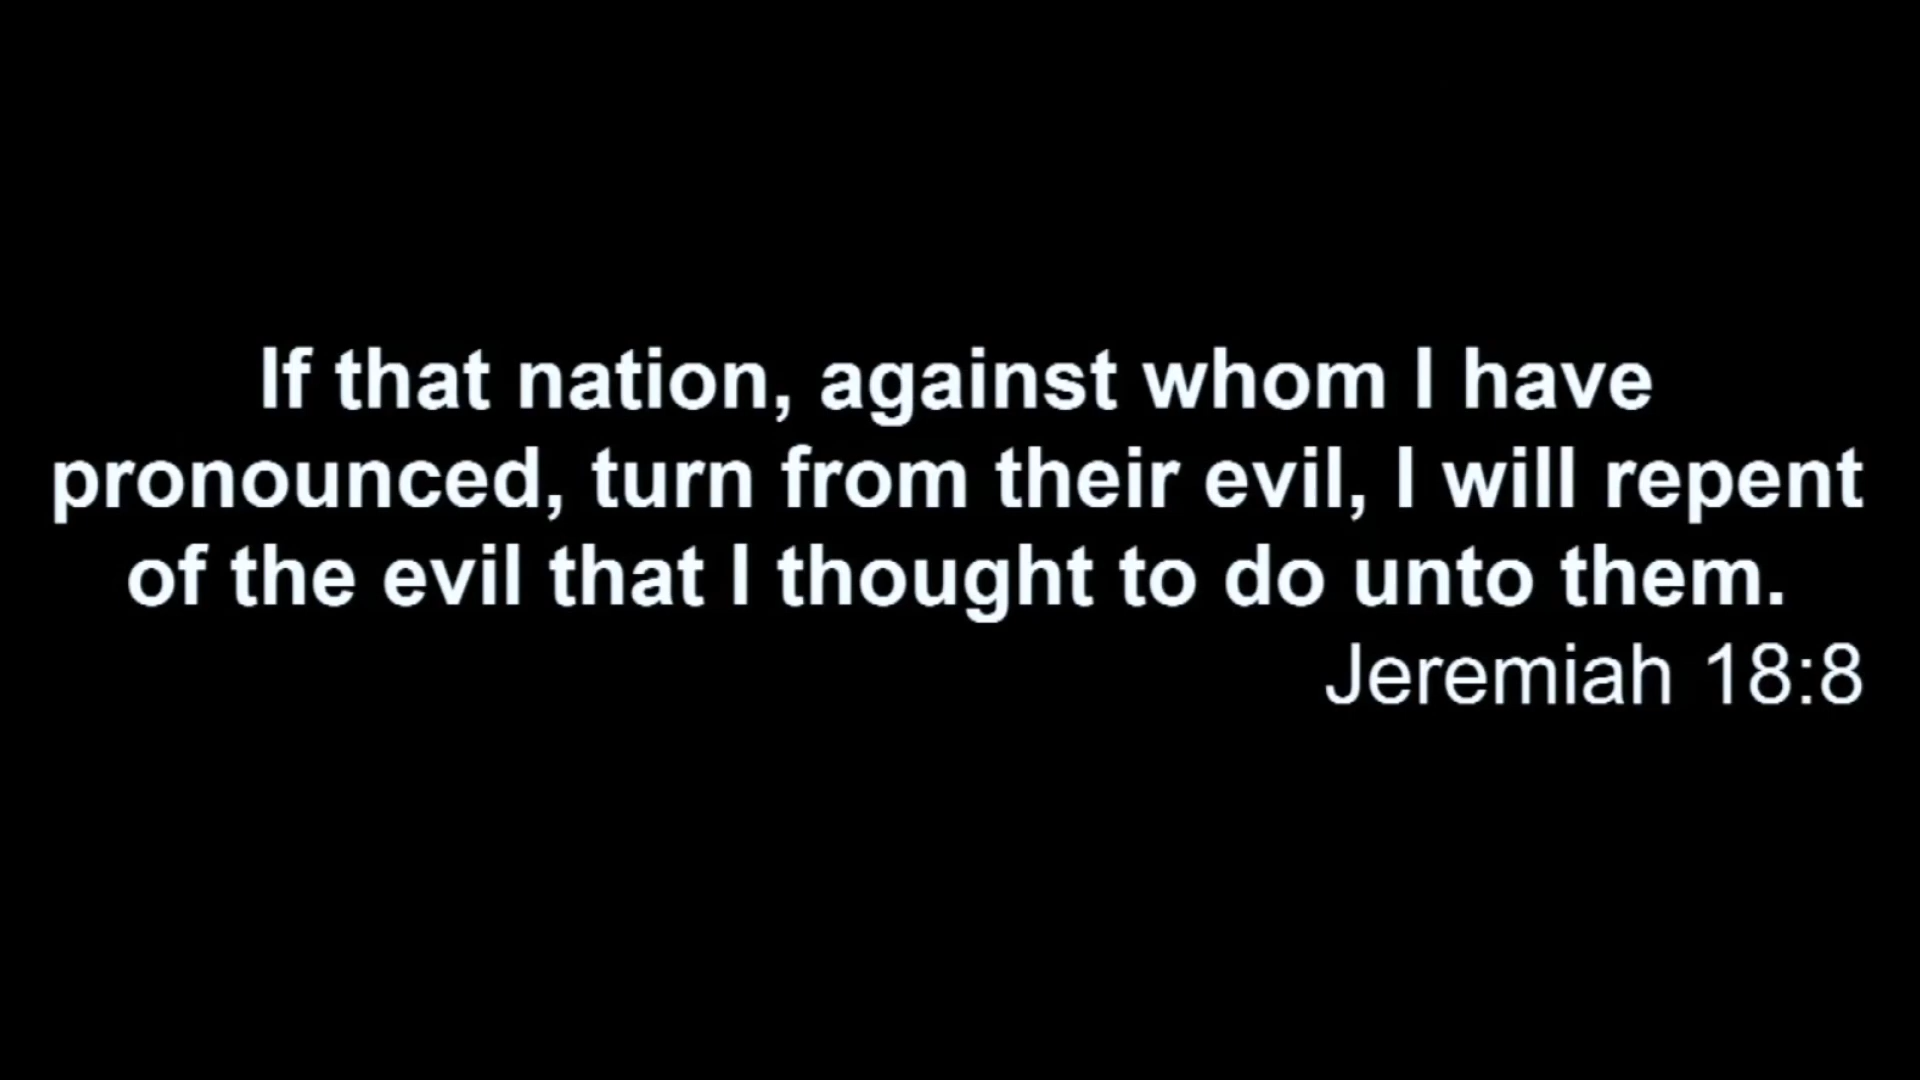 If that nation, against whom I have
pronounced, turn from their evil, I will repent
of the evil that I thought to do unto them.
Jeremiah 18:8